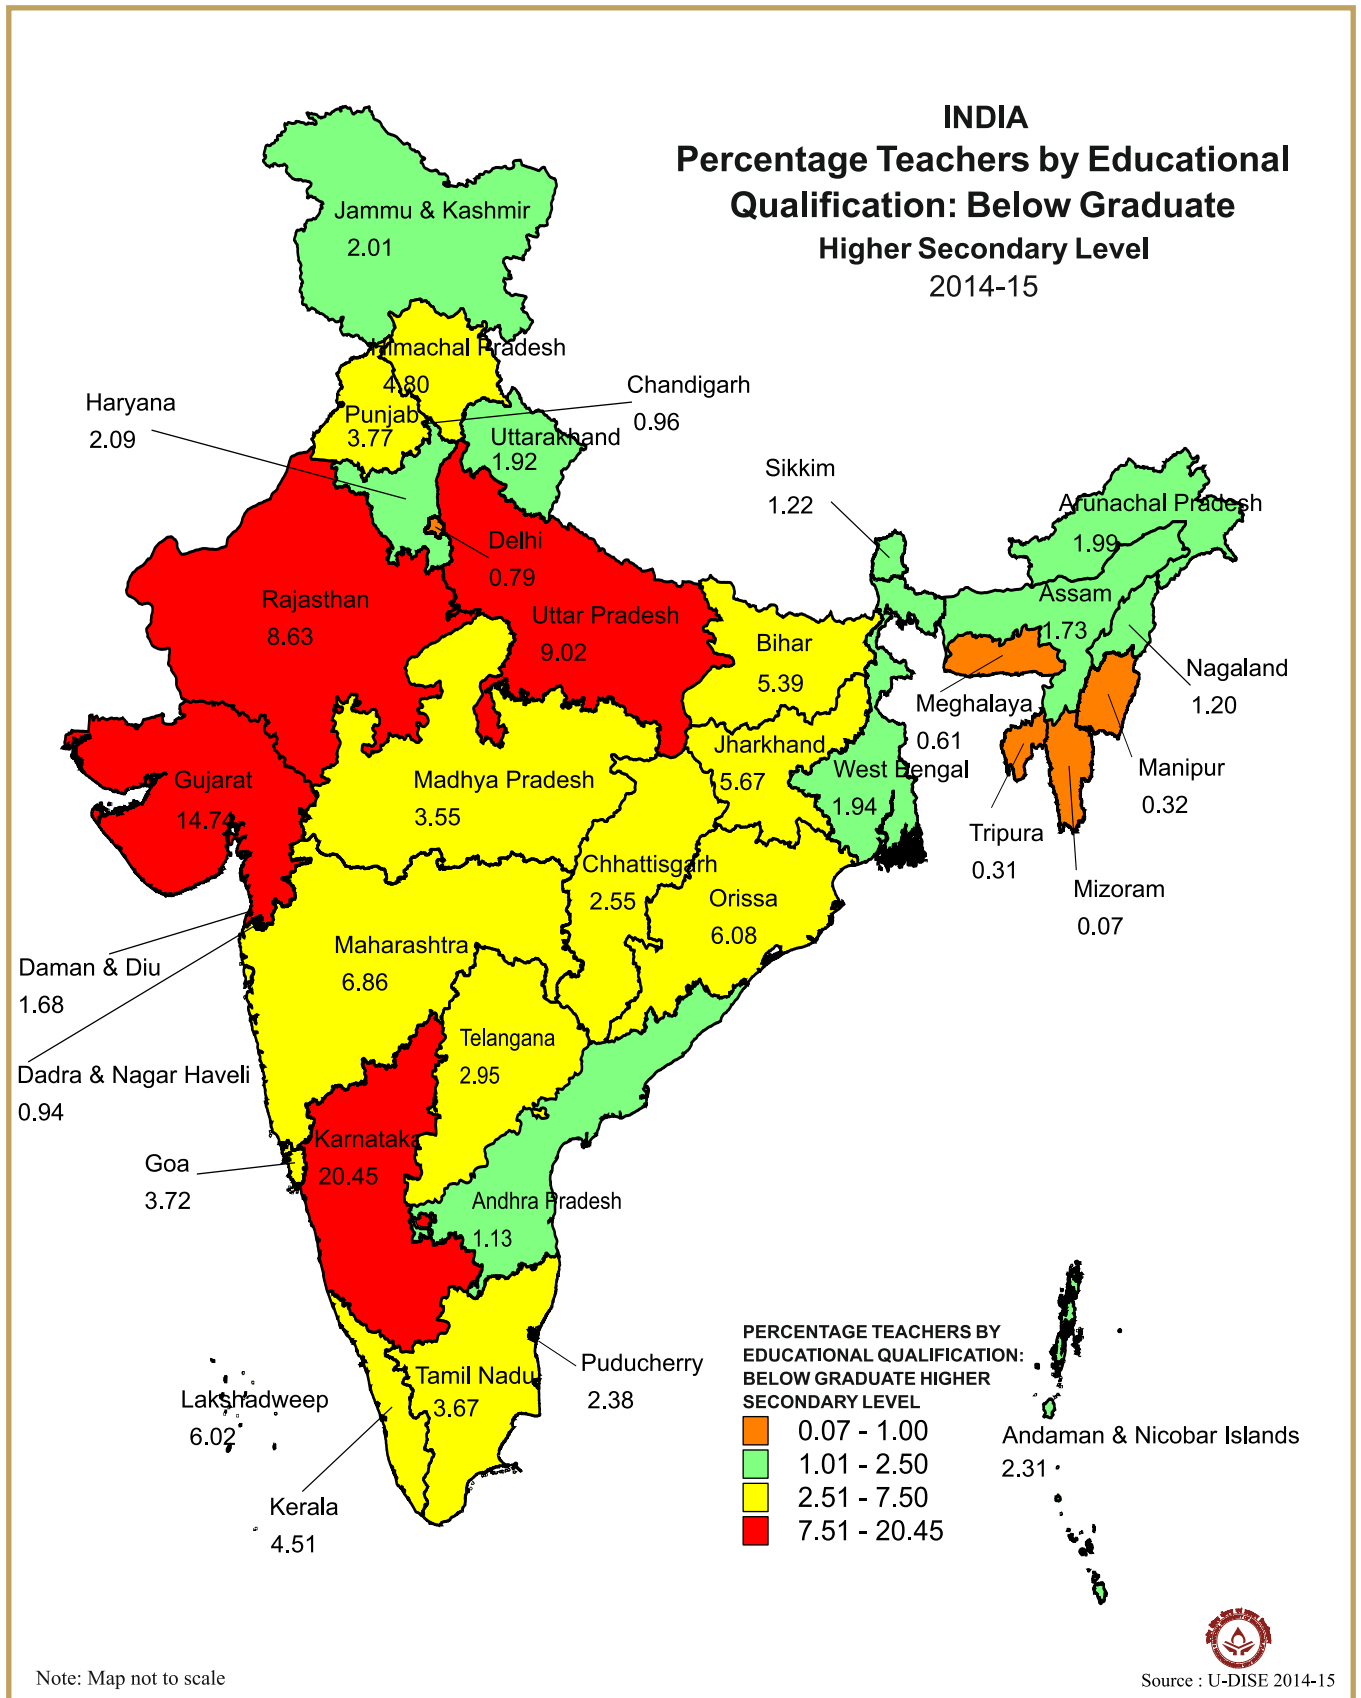 INDIA
Percentage Teachers by Educational
Qualification: Below Graduate
Higher Secondary Level
2014-15
Jammu & Kashmir
2.01
Himachal Pradesh
4.80
Chandigarh
0.96
Haryana
2.09
Punjab
3.77
Uttarakhand
1.92
Sikkim
1.22
Arunachal Pradesh
1.99
Delhi
0.79
Rajasthan
8.63
Uttar Pradesh
9.02
Assam
1.73
Bihar
5.39
Nagaland
1.20
Meghalaya
0.61
Jharkhand
5.67
West Bengal
1.94
Manipur
0.32
Gujarat
14.74
Madhya Pradesh
3.55
Tripura
0.31
Mizoram
0.07
Chhattisgarh
2.55
Orissa
6.08
Maharashtra
6.86
Daman & Diu
1.68
Telangana
2.95
Dadra & Nagar Haveli
0.94
Karnataka
20.45
Goa
3.72
Andhra Pradesh
1.13
Puducherry
2.38
Tamil Nadu
3.67
Lakshadweep
6.02
Kerala
4.51
PERCENTAGE TEACHERS BY
EDUCATIONAL QUALIFICATION:
BELOW GRADUATE HIGHER
SECONDARY LEVEL
0.07 - 1.00
1.01 - 2.50
2.51 - 7.50
7.51 - 20.45
Andaman & Nicobar Islands
2.31
Note: Map not to scale
Source : U-DISE 2014-15